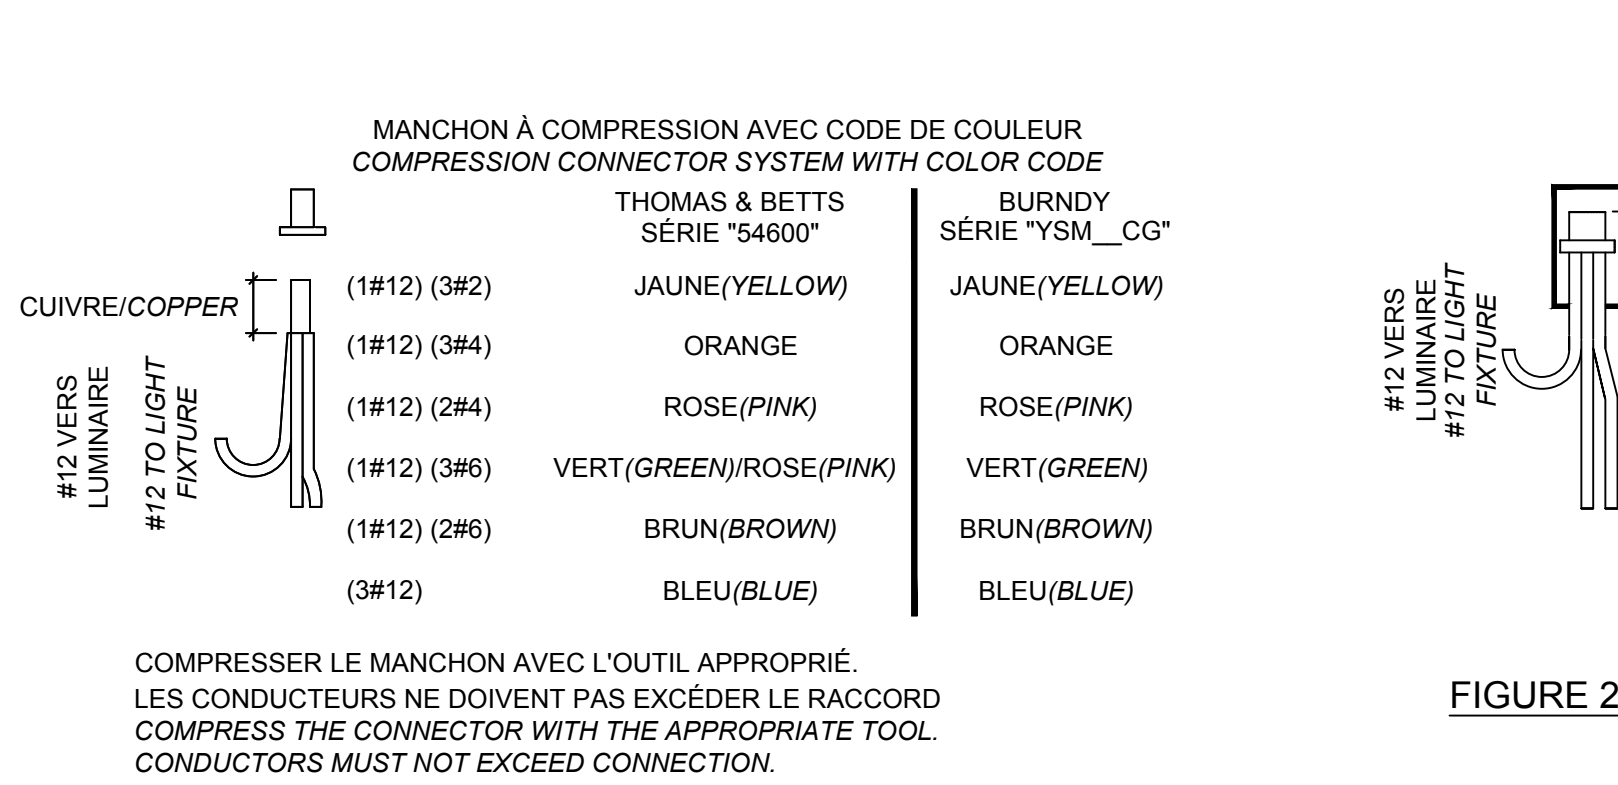 MANCHON À COMPRESSION AVEC CODE DE COULEUR
COMPRESSION CONNECTOR SYSTEM WITH COLOR CODE
THOMAS & BETTS
SÉRIE "54600"
BURNDY
SÉRIE "YSM__CG"
CUIVRE/COPPER
(1#12) (3#2) JAUNE(YELLOW) JAUNE(YELLOW)
(1#12) (3#4) ORANGE ORANGE
(1#12) (2#4) ROSE(PINK) ROSE(PINK)
(1#12) (3#6) VERT(GREEN)/ROSE(PINK) VERT(GREEN)
(1#12) (2#6) BRUN(BROWN) BRUN(BROWN)
(3#12) BLEU(BLUE) BLEU(BLUE)
#12 VERS
LUMINAIRE
#12 TO LIGHT
FIXTURE
COMPRESSER LE MANCHON AVEC L'OUTIL APPROPRIÉ.
LES CONDUCTEURS NE DOIVENT PAS EXCÉDER LE RACCORD
COMPRESS THE CONNECTOR WITH THE APPROPRIATE TOOL.
CONDUCTORS MUST NOT EXCEED CONNECTION.
#12 VERS
LUMINAIRE
#12 TO LIGHT
FIXTURE
FIGURE 2